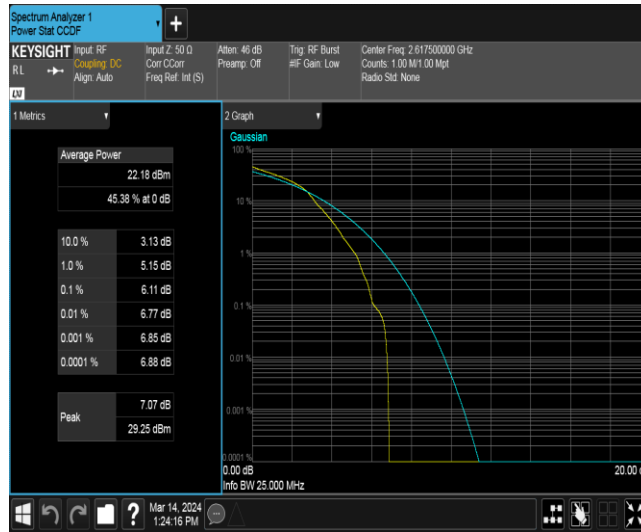 Spectrum Analyzer 1
Power Stat CCDF
+
KEYSIGHT
RL
LXI
Input: RF
Coupling: DC
Align: Auto
Input Z: 50 Ω
Corr CCorr
Freq Ref: Int (S)
Atten: 46 dB
Preamp: Off
Trig: RF Burst
#IF Gain: Low
Center Freq: 2.617500000 GHz
Counts: 1.00 M/1.00 Mpt
Radio Std: None
1 Metrics
Average Power
22.18 dBm
45.38 % at 0 dB
10.0 % 3.13 dB
1.0 % 5.15 dB
0.1 % 6.11 dB
0.01 % 6.77 dB
0.001 % 6.85 dB
0.0001 % 6.88 dB
Peak
7.07 dB
29.25 dBm
2 Graph
Gaussian
100 %
10 %
1 %
0.1 %
0.01 %
0.001 %
0.0001 %
0.00 dB
20.00
Info BW 25.000 MHz
?
Mar 14, 2024
1:24:16 PM